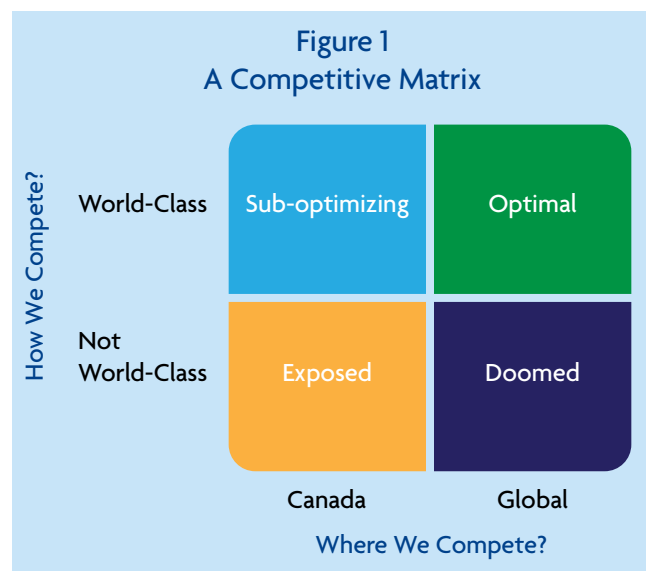 Figure 1
A Competitive Matrix
How We Compete?
World-Class
Sub-optimizing
Optimal
Not
World-Class
Exposed
Doomed
Canada
Global
Where We Compete?